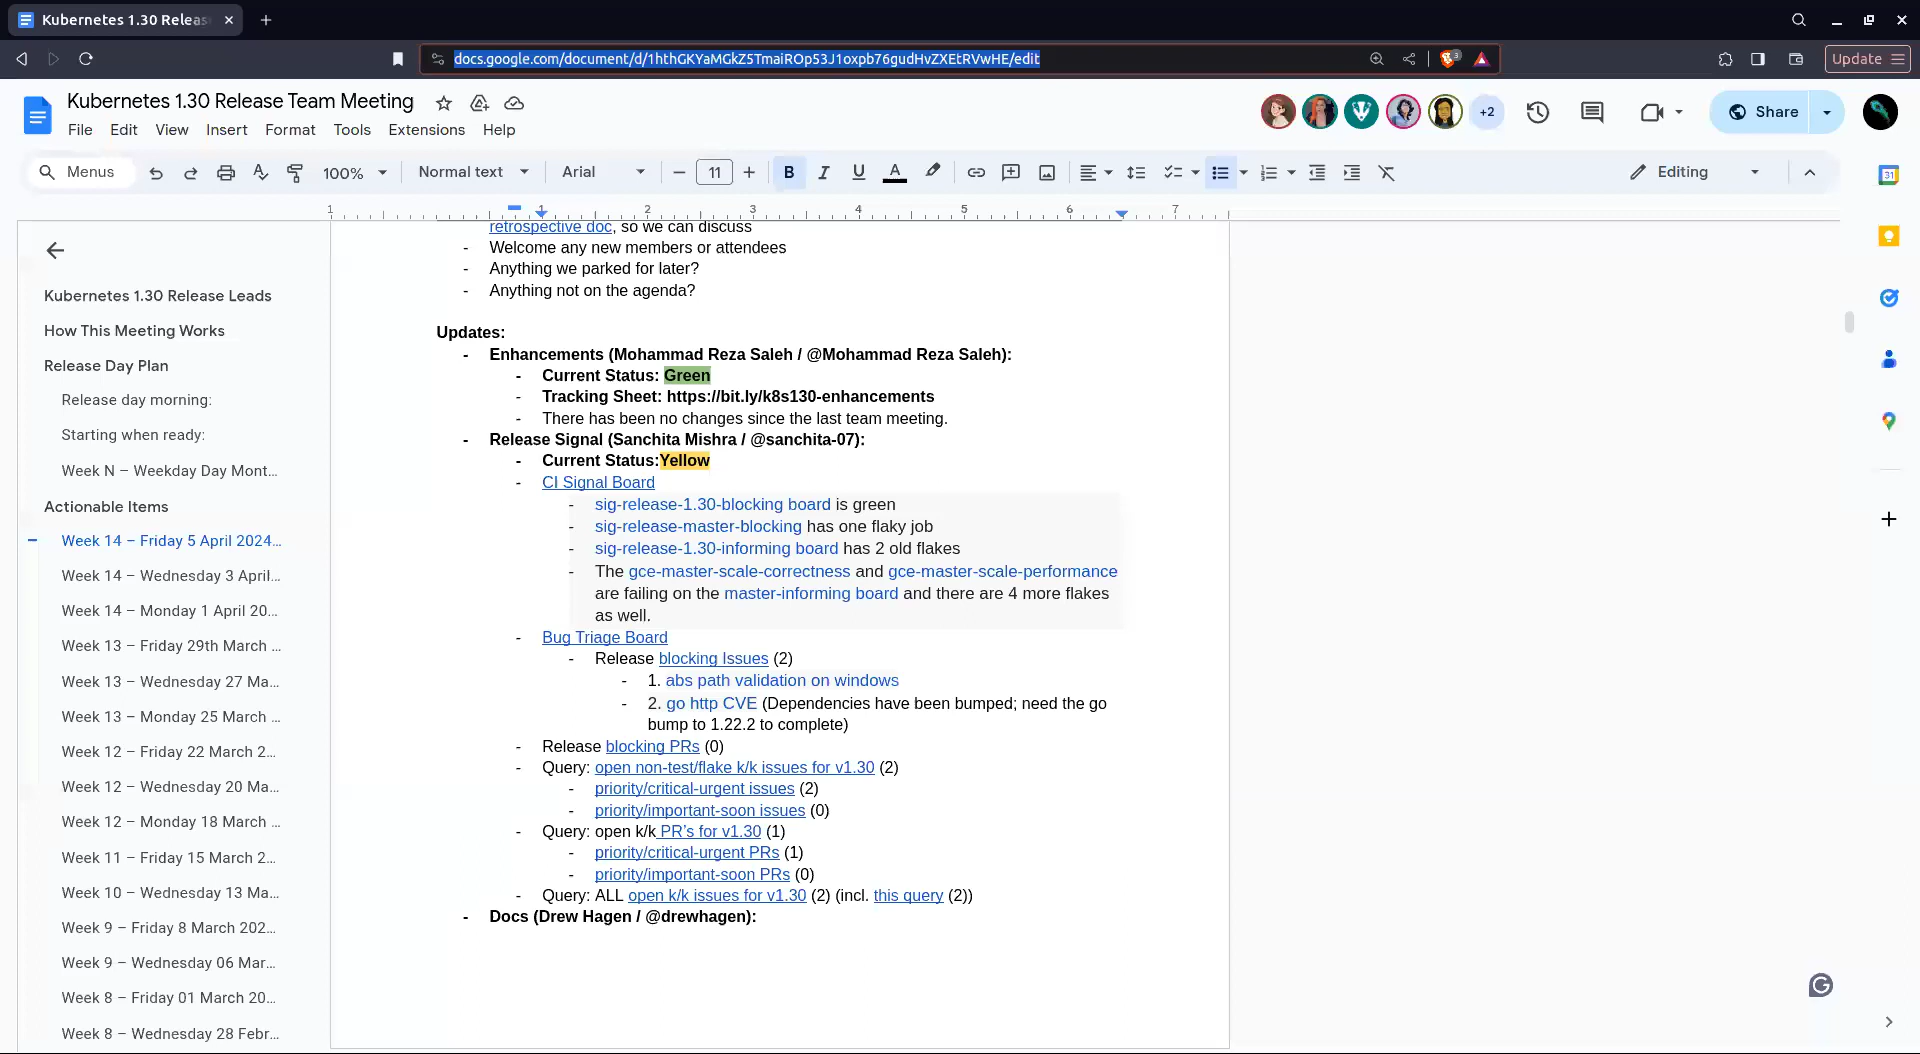 Kubernetes 1.30 Releas
docs.google.com/document/d/1hthGKYaMGkZ5TmaiROp53J1oxpb76gudHvZXEtRVwHE/edit
3
Update
Kubernetes 1.30 Release Team Meeting
+2
Share
File Edit View Insert Format Tools Extensions Help
Menus 100% Normal text Arial 11 B I U A Editing
31
1 1 2 3 4 5 6 7
Kubernetes 1.30 Release Leads
How This Meeting Works
Release Day Plan
Release day morning:
Starting when ready:
Week N – Weekday Day Mont...
Actionable Items
Week 14 – Friday 5 April 2024...
Week 14 – Wednesday 3 April...
Week 14 – Monday 1 April 20...
Week 13 – Friday 29th March ...
Week 13 – Wednesday 27 Ma...
Week 13 – Monday 25 March ...
Week 12 – Friday 22 March 2...
Week 12 – Wednesday 20 Ma...
Week 12 – Monday 18 March ...
Week 11 – Friday 15 March 2...
Week 10 – Wednesday 13 Ma...
Week 9 – Friday 8 March 202...
Week 9 – Wednesday 06 Mar...
Week 8 – Friday 01 March 20...
Week 8 – Wednesday 28 Febr...
retrospective doc, so we can discuss
- Welcome any new members or attendees
- Anything we parked for later?
- Anything not on the agenda?
Updates:
- Enhancements (Mohammad Reza Saleh / @Mohammad Reza Saleh):
- Current Status: Green
- Tracking Sheet: https://bit.ly/k8s130-enhancements
- There has been no changes since the last team meeting.
- Release Signal (Sanchita Mishra / @sanchita-07):
- Current Status:Yellow
- CI Signal Board
- sig-release-1.30-blocking board is green
- sig-release-master-blocking has one flaky job
- sig-release-1.30-informing board has 2 old flakes
- The gce-master-scale-correctness and gce-master-scale-performance
are failing on the master-informing board and there are 4 more flakes
as well.
- Bug Triage Board
- Release blocking Issues (2)
- 1. abs path validation on windows
- 2. go http CVE (Dependencies have been bumped; need the go
bump to 1.22.2 to complete)
- Release blocking PRs (0)
- Query: open non-test/flake k/k issues for v1.30 (2)
- priority/critical-urgent issues (2)
- priority/important-soon issues (0)
- Query: open k/k PR's for v1.30 (1)
- priority/critical-urgent PRs (1)
- priority/important-soon PRs (0)
- Query: ALL open k/k issues for v1.30 (2) (incl. this query (2))
- Docs (Drew Hagen / @drewhagen):